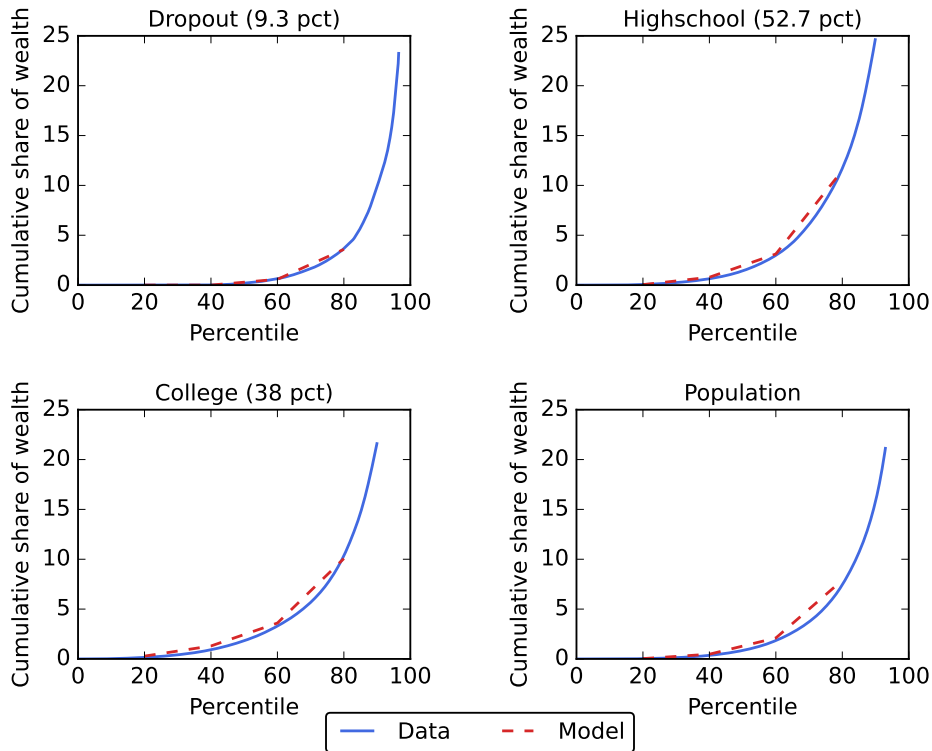 Dropout (9.3 pct)
Cumulative share of wealth
25
20
15
10
5
0
0 20 40 60 80 100
Percentile
Highschool (52.7 pct)
Cumulative share of wealth
25
20
15
10
5
0
0 20 40 60 80 100
Percentile
College (38 pct)
Cumulative share of wealth
25
20
15
10
5
0
0 20 40 60 80 100
Percentile
Population
Cumulative share of wealth
25
20
15
10
5
0
0 20 40 60 80 100
Percentile
Data Model